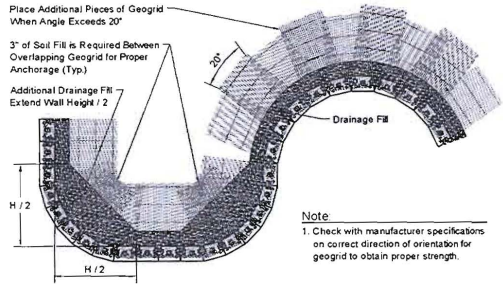 Place Additional Pieces of Geogrid
When Angle Exceeds 20°
3" of Soil Fill is Required Between
Overlapping Geogrid for Proper
Anchorage (Typ.)
Additional Drainage Fill
Extend Wall Height / 2
20°
Drainage Fill
H / 2
H / 2
Note:
1. Check with manufacturer specifications
on correct direction of orientation for
geogrid to obtain proper strength.